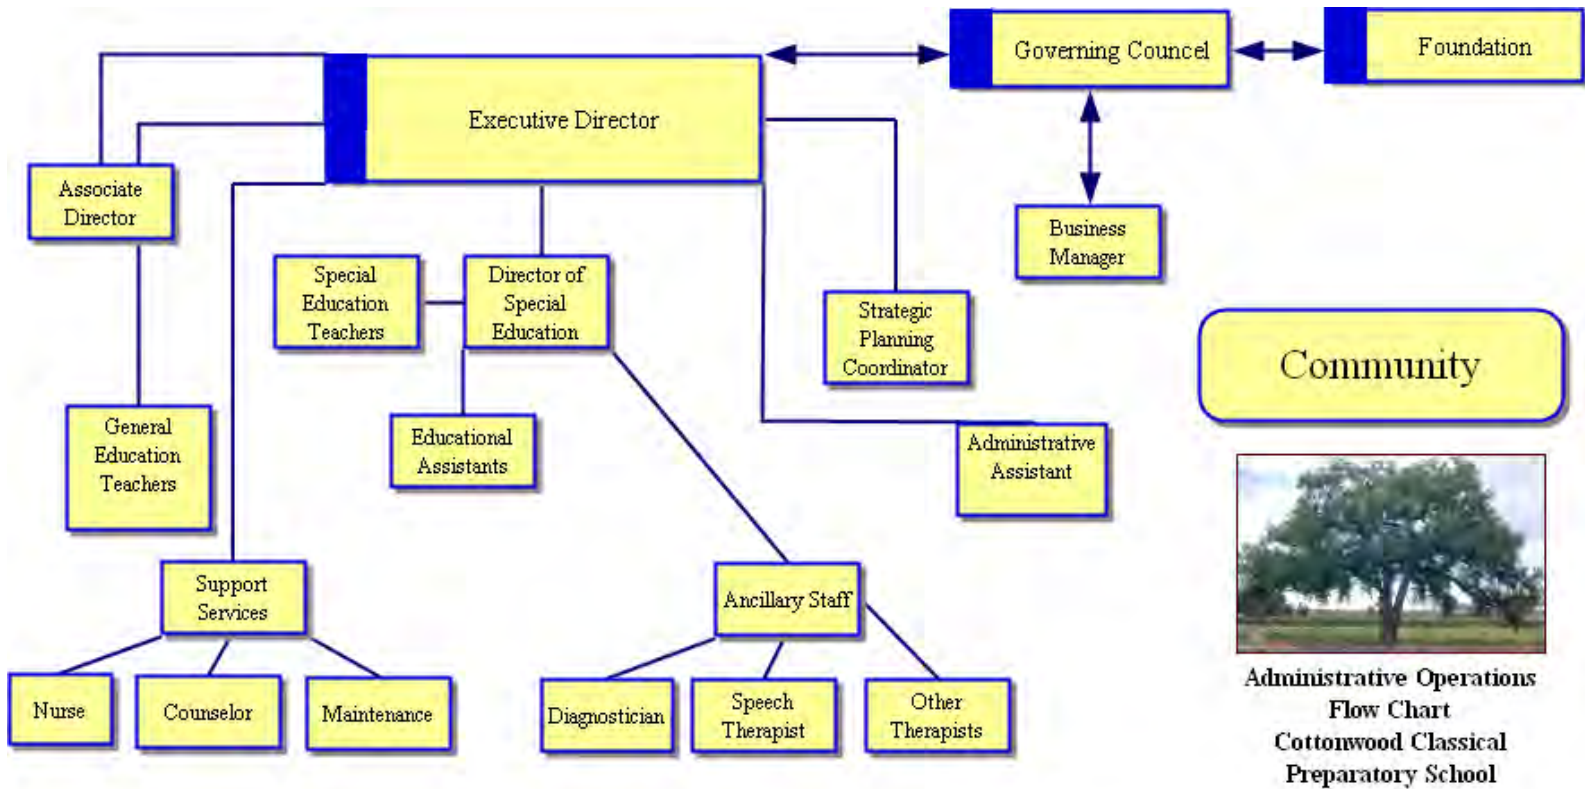 Governing Councel
Foundation
Executive Director
Associate
Director
Business
Manager
Special
Education
Teachers
Director of
Special
Education
Strategic
Planning
Coordinator
Community
General
Education
Teachers
Educational
Assistants
Administrative
Assistant
Support
Services
Ancillary Staff
Nurse
Counselor
Maintenance
Diagnostician
Speech
Therapist
Other
Therapists
Administrative Operations
Flow Chart
Cottonwood Classical
Preparatory School